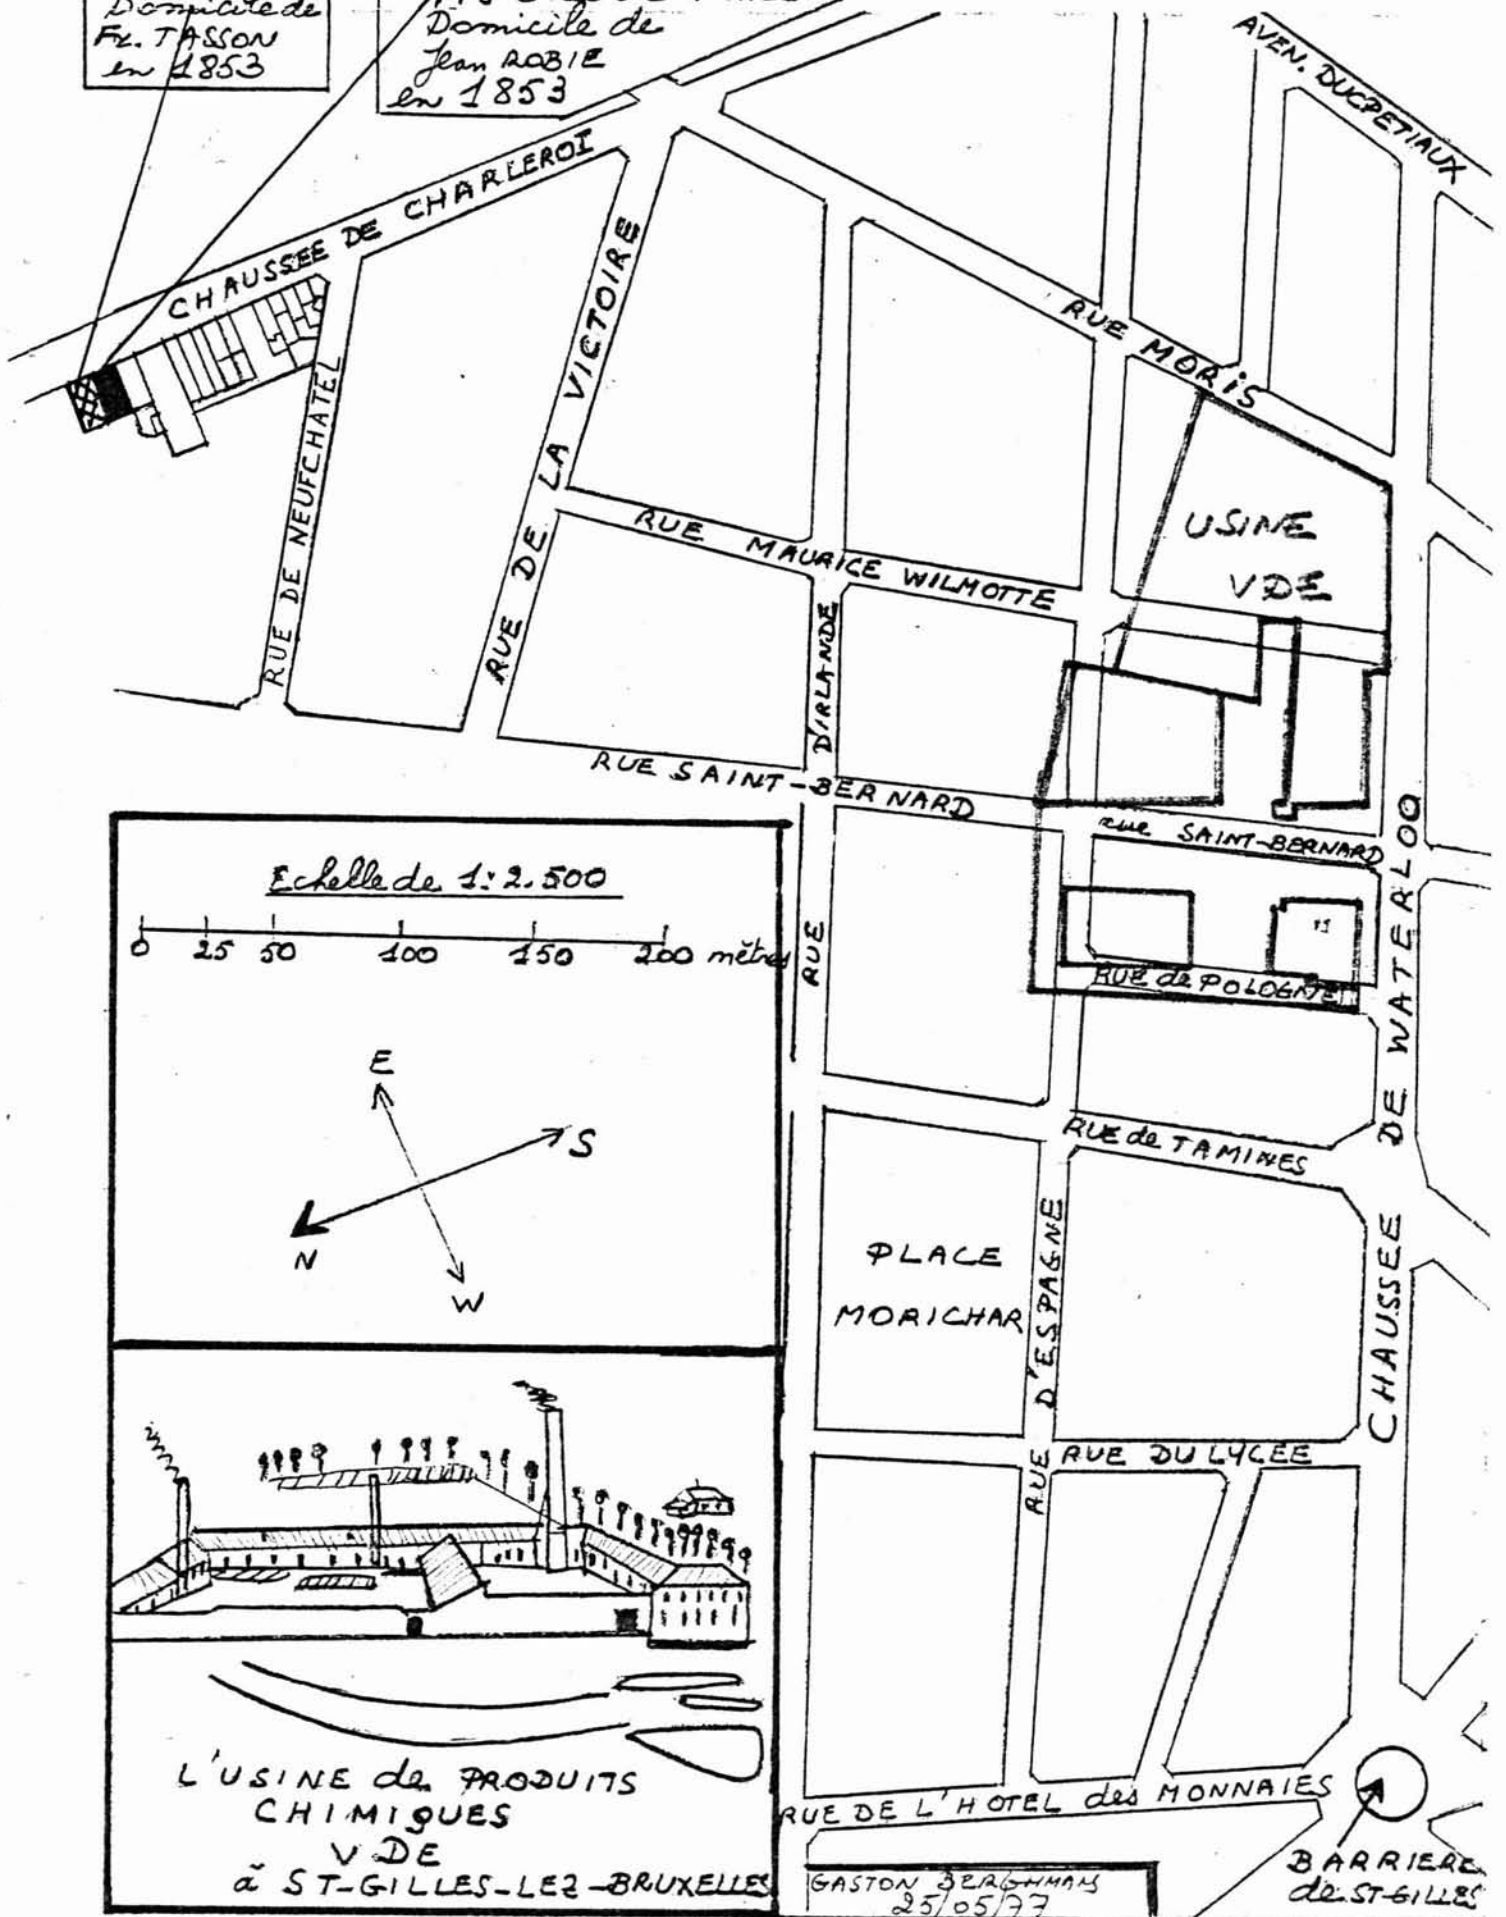 Domicile de
Fr. TASSON
en 1853
Domicile de
Jean ROBIE
en 1853
AVEN. DUCPETIAUX
CHAUSSEE DE CHARLEROI
RUE DE NEUFCHATEL
RUE DE LA VICTOIRE
RUE MORIS
USINE
VDE
RUE MAURICE WILMOTTE
D'IRLANDE
RUE
RUE SAINT-BERNARD
rue SAINT-BERNARD
RUE de POLOGNE
CHAUSSEE DE WATERLOO
Echelle de 1:2.500
0 25 50 100 150 200 mètres
E
S
N
W
RUE de TAMINES
PLACE
MORICHAR
RUE D'ESPAGNE
RUE DU LYCEE
L'USINE de PRODUITS
CHIMIQUES
VDE
à ST-GILLES-LEZ-BRUXELLES
RUE DE L'HOTEL des MONNAIES
BARRIERE
de ST-GILLES
GASTON BERGHMANS
25/05/77